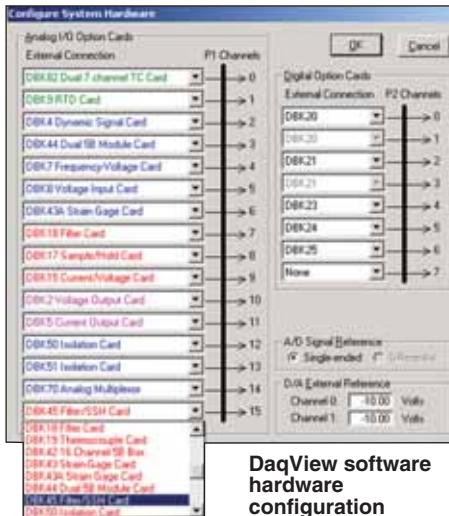 Configure System Hardware
Analog I/O Option Cards
External Connection P1 Channels
DBK82 Dual 7 channel TC Card 0
DBK9 RTD Card 1
DBK4 Dynamic Signal Card 2
DBK44 Dual 5B Module Card 3
DBK7 Frequency-Voltage Card 4
DBK8 Voltage Input Card 5
DBK43A Strain Gage Card 6
DBK18 Filter Card 7
DBK17 Sample/Hold Card 8
DBK15 Current/Voltage Card 9
DBK2 Voltage Output Card 10
DBK5 Current Output Card 11
DBK50 Isolation Card 12
DBK51 Isolation Card 13
DBK70 Analog Multiplexor 14
DBK45 Filter/SSH Card 15
DBK18 Filter Card
DBK19 Thermocouple Card
DBK42 16 Channel 5B Box
DBK43 Strain Gage Card
DBK43A Strain Gage Card
DBK44 Dual 5B Module Card
DBK45 Filter/SSH Card
DBK50 Isolation Card
OK Cancel
Digital Option Cards
External Connection P2 Channels
DBK20 0
DBK20 1
DBK21 2
DBK21 3
DBK23 4
DBK24 5
DBK25 6
None 7
A/D Signal Reference
Single-ended Differential
D/A External Reference
Channel 0: -10.00 Volts
Channel 1: -10.00 Volts
DaqView software
hardware
configuration